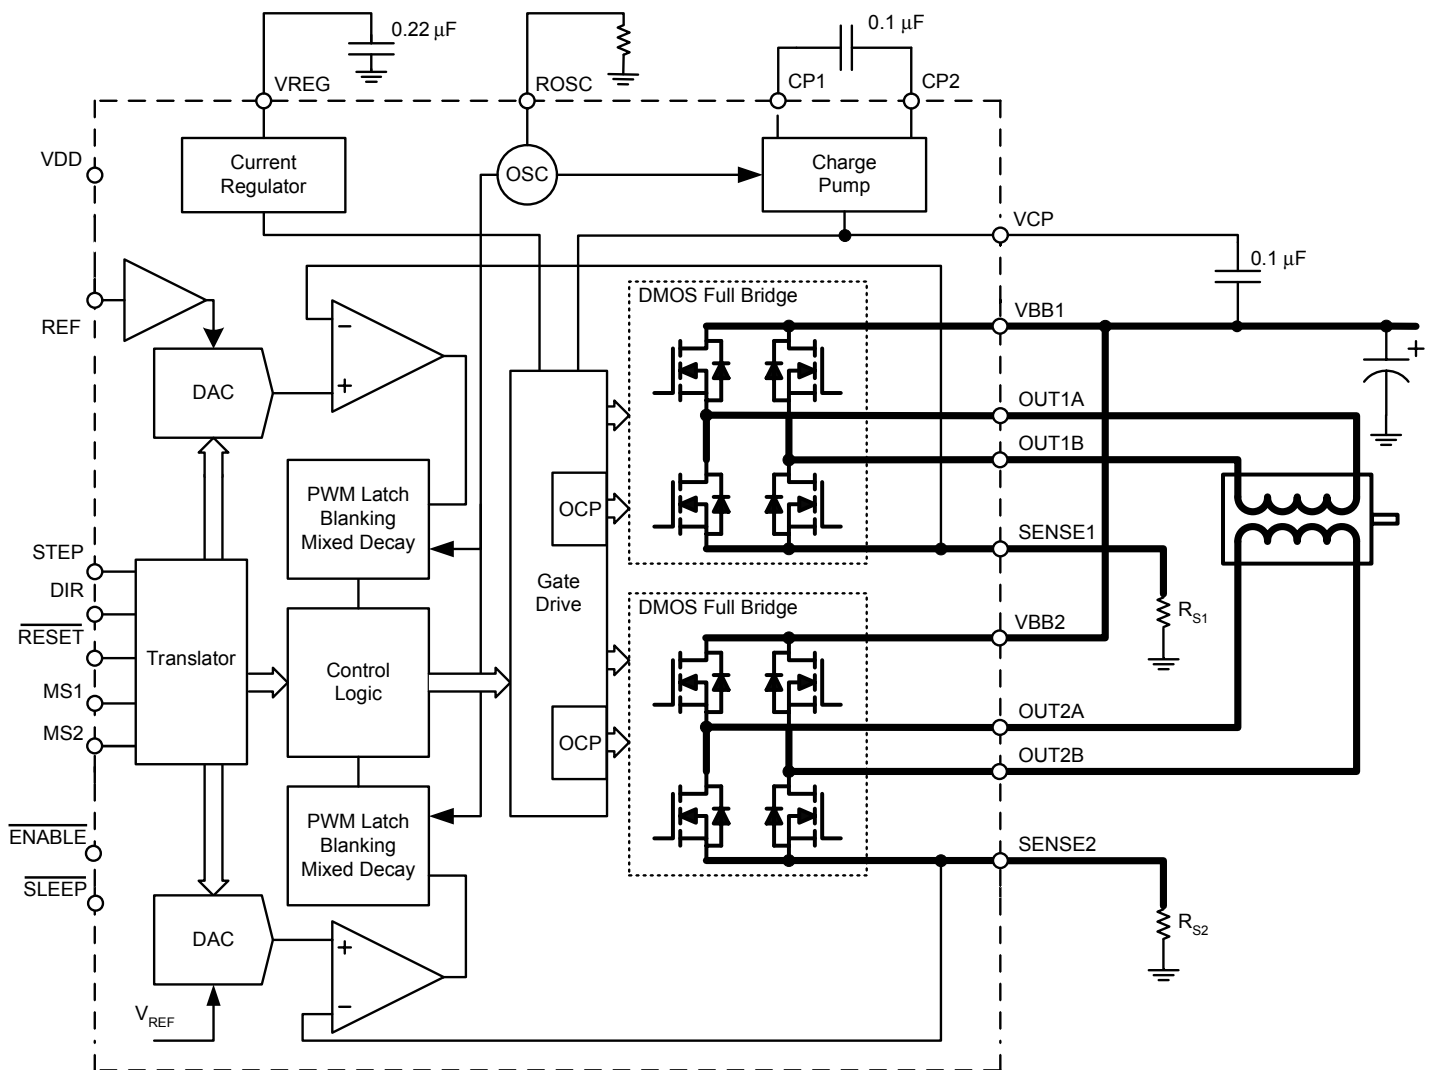 0.22 μF
0.1 μF
VREG
ROSC
CP1
CP2
VDD
Current
Regulator
OSC
Charge
Pump
VCP
0.1 μF
REF
DMOS Full Bridge
VBB1
−
+
+
DAC
OUT1A
OUT1B
PWM Latch
Blanking
Mixed Decay
OCP
STEP
SENSE1
DIR
Gate
Drive
RESET
DMOS Full Bridge
RS1
VBB2
Translator
Control
Logic
MS1
MS2
OUT2A
OCP
OUT2B
PWM Latch
Blanking
Mixed Decay
ENABLE
SENSE2
SLEEP
DAC
+
RS2
−
VREF